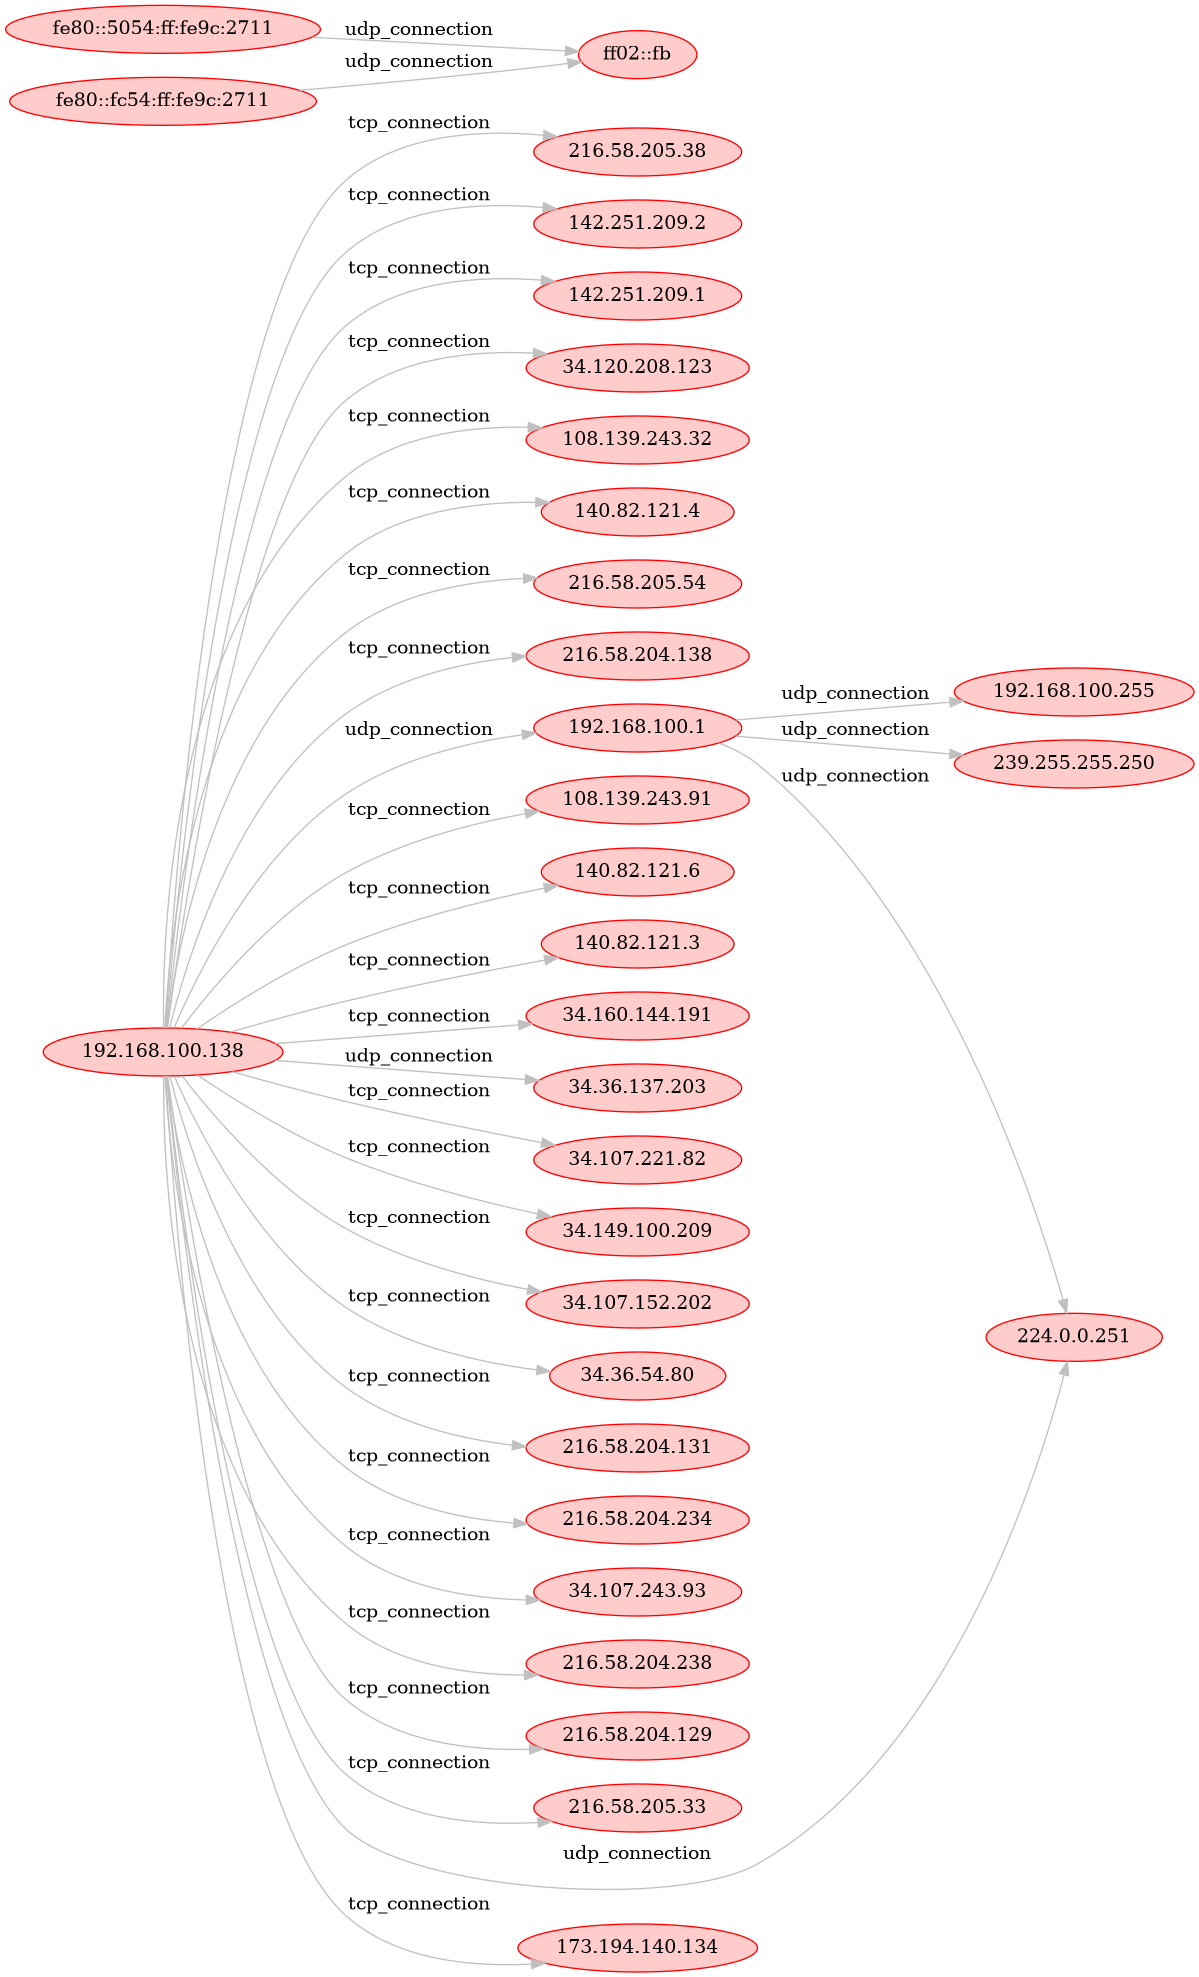 fe80::5054:ff:fe9c:2711
udp_connection
ff02::fb
udp_connection
fe80::fc54:ff:fe9c:2711
tcp_connection
216.58.205.38
tcp_connection
142.251.209.2
tcp_connection
142.251.209.1
tcp_connection
34.120.208.123
tcp_connection
108.139.243.32
tcp_connection
140.82.121.4
tcp_connection
216.58.205.54
tcp_connection
216.58.204.138
udp_connection
192.168.100.1
udp_connection
192.168.100.255
udp_connection
239.255.255.250
udp_connection
tcp_connection
108.139.243.91
tcp_connection
140.82.121.6
tcp_connection
140.82.121.3
tcp_connection
34.160.144.191
192.168.100.138
udp_connection
34.36.137.203
tcp_connection
34.107.221.82
tcp_connection
34.149.100.209
tcp_connection
34.107.152.202
224.0.0.251
tcp_connection
34.36.54.80
tcp_connection
216.58.204.131
tcp_connection
216.58.204.234
tcp_connection
34.107.243.93
tcp_connection
216.58.204.238
tcp_connection
216.58.204.129
tcp_connection
216.58.205.33
udp_connection
tcp_connection
173.194.140.134